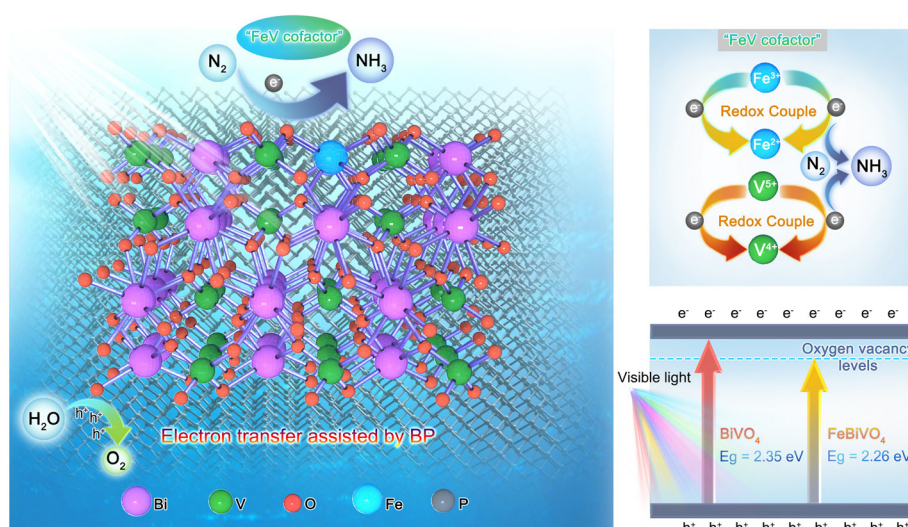 "FeV cofactor"
N₂
e⁻
NH₃
H₂O
h⁺ h⁺
h⁺
O₂
Electron transfer assisted by BP
Bi
V
O
Fe
P
"FeV cofactor"
Fe³⁺
e⁻
Redox Couple
e⁻
Fe²⁺
N₂
NH₃
V⁵⁺
e⁻
Redox Couple
e⁻
V⁴⁺
e⁻ e⁻ e⁻ e⁻ e⁻ e⁻ e⁻ e⁻
Oxygen vacancy
levels
Visible light
BiVO₄
Eg = 2.35 eV
FeBiVO₄
Eg = 2.26 eV
h⁺ h⁺ h⁺ h⁺ h⁺ h⁺ h⁺ h⁺